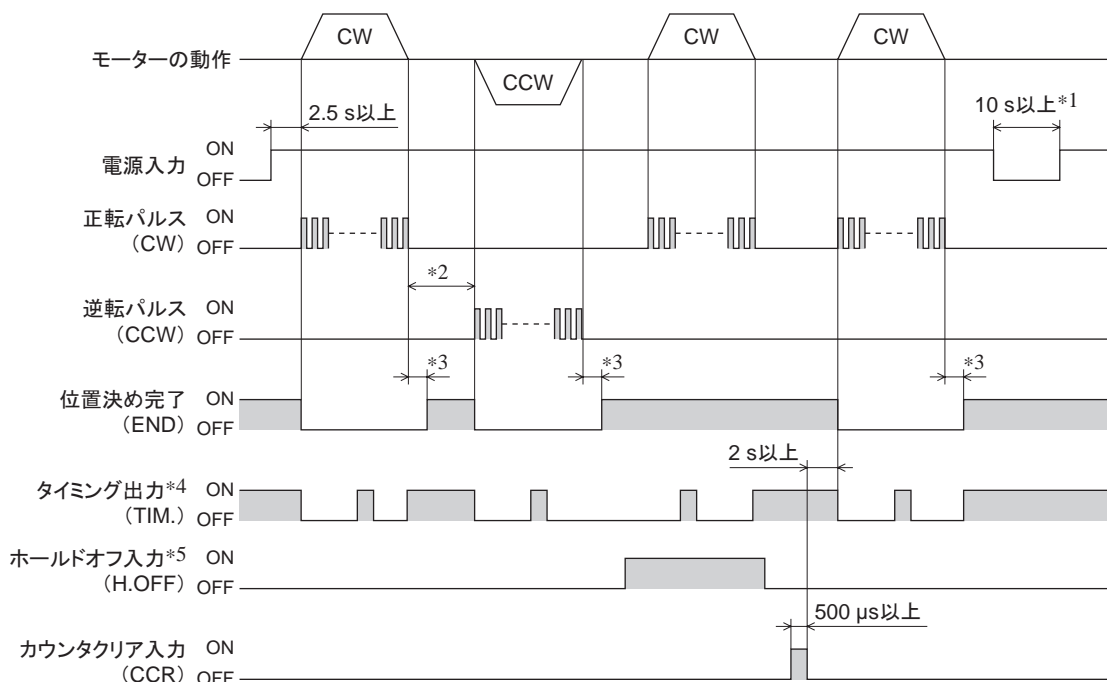 CW
CW
CW
モーターの動作
CCW
2.5 s以上
10 s以上*1
電源入力
ON
OFF
正転パルス
(CW)
ON
OFF
*2
逆転パルス
(CCW)
ON
OFF
*3
*3
*3
位置決め完了
(END)
ON
OFF
2 s以上
タイミング出力*4
(TIM.)
ON
OFF
ホールドオフ入力*5
(H.OFF)
ON
OFF
500 μs以上
カウンタクリア入力
(CCR)
ON
OFF